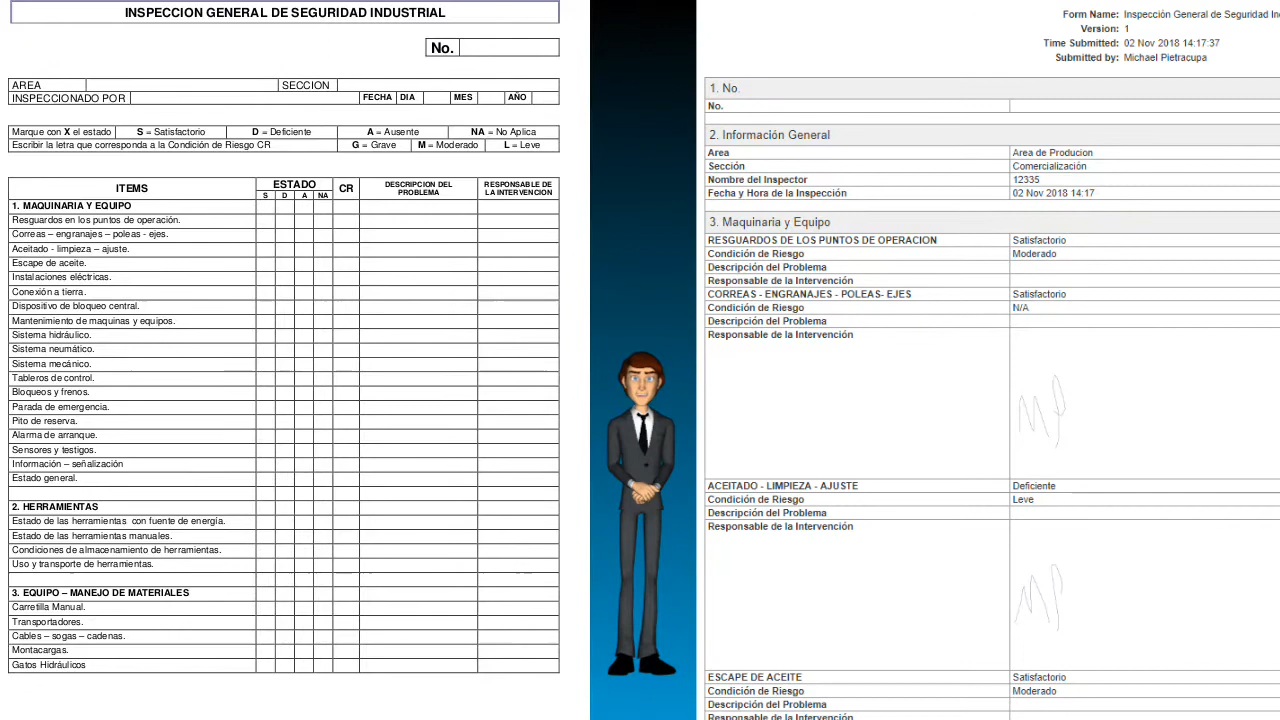 INSPECCION GENERAL DE SEGURIDAD INDUSTRIAL
No.
AREA SECCION
INSPECCIONADO POR FECHA DIA MES AÑO
Marque con X el estado S = Satisfactorio D = Deficiente A = Ausente NA = No Aplica
Escribir la letra que corresponda a la Condición de Riesgo CR G = Grave M = Moderado L = Leve
ITEMS ESTADO CR DESCRIPCION DEL PROBLEMA RESPONSABLE DE LA INTERVENCION
S D A NA
1. MAQUINARIA Y EQUIPO
Resguardos en los puntos de operación.
Correas – engranajes – poleas - ejes.
Aceitado - limpieza – ajuste.
Escape de aceite.
Instalaciones eléctricas.
Conexión a tierra.
Dispositivo de bloqueo central.
Mantenimiento de maquinas y equipos.
Sistema hidráulico.
Sistema neumático.
Sistema mecánico.
Tableros de control.
Bloqueos y frenos.
Parada de emergencia.
Pito de reserva.
Alarma de arranque.
Sensores y testigos.
Información – señalización
Estado general.
2. HERRAMIENTAS
Estado de las herramientas con fuente de energía.
Estado de las herramientas manuales.
Condiciones de almacenamiento de herramientas.
Uso y transporte de herramientas.
3. EQUIPO – MANEJO DE MATERIALES
Carretilla Manual.
Transportadores.
Cables – sogas – cadenas.
Montacargas.
Gatos Hidráulicos
Form Name: Inspección General de Seguridad
Version: 1
Time Submitted: 02 Nov 2018 14:17:37
Submitted by: Michael Pietracupa
1. No.
No.
2. Información General
Area Area de Producion
Sección Comercialización
Nombre del Inspector 12335
Fecha y Hora de la Inspección 02 Nov 2018 14:17
3. Maquinaria y Equipo
RESGUARDOS DE LOS PUNTOS DE OPERACION Satisfactorio
Condición de Riesgo Moderado
Descripción del Problema
Responsable de la Intervención
CORREAS - ENGRANAJES - POLEAS- EJES Satisfactorio
Condición de Riesgo N/A
Descripción del Problema
Responsable de la Intervención
MP
ACEITADO - LIMPIEZA - AJUSTE Deficiente
Condición de Riesgo Leve
Descripción del Problema
Responsable de la Intervención
MP
ESCAPE DE ACEITE Satisfactorio
Condición de Riesgo Moderado
Descripción del Problema
Responsable de la Intervención